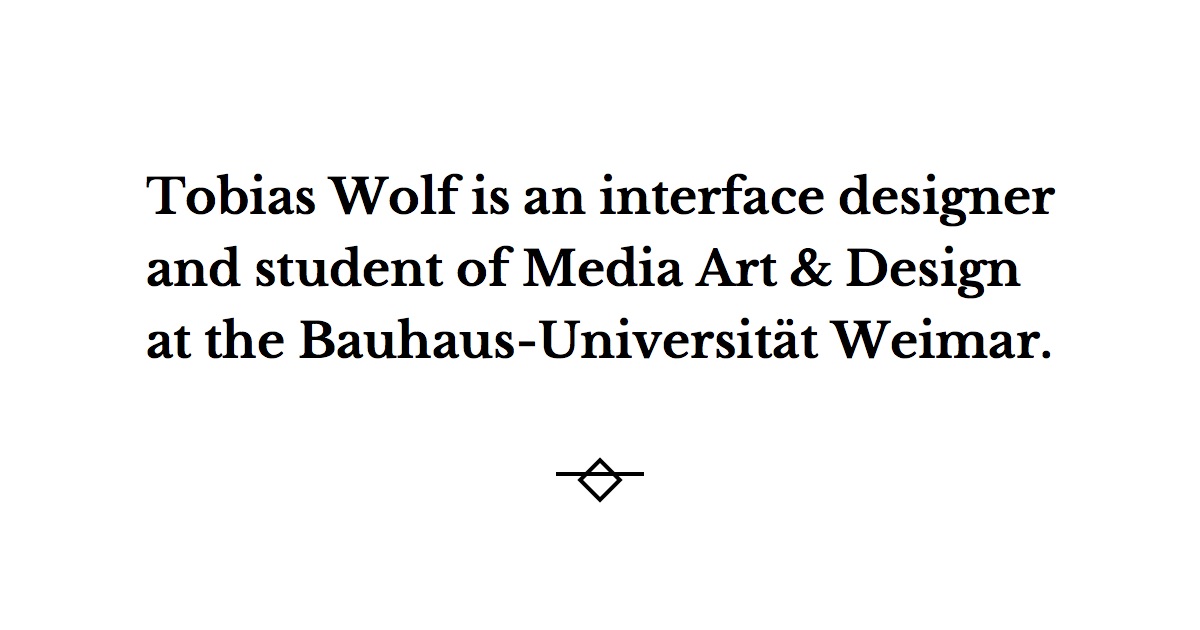 Tobias Wolf is an interface designer
and student of Media Art & Design
at the Bauhaus-Universität Weimar.